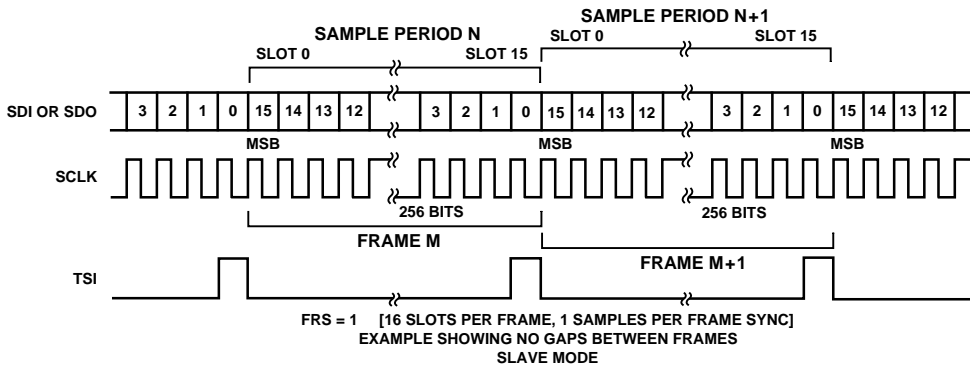 SAMPLE PERIOD N
SAMPLE PERIOD N+1
SLOT 0 SLOT 15 SLOT 0 SLOT 15
SDI OR SDO 3 2 1 0 15 14 13 12 3 2 1 0 15 14 13 12 3 2 1 0 15 14 13 12
MSB MSB MSB
SCLK
256 BITS 256 BITS
FRAME M FRAME M+1
TSI
FRS = 1 [16 SLOTS PER FRAME, 1 SAMPLES PER FRAME SYNC]
EXAMPLE SHOWING NO GAPS BETWEEN FRAMES
SLAVE MODE